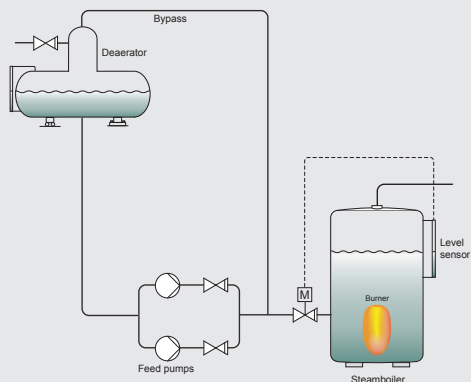 Bypass
Deaerator
Level
sensor
M
Burner
Feed pumps
Steamboiler